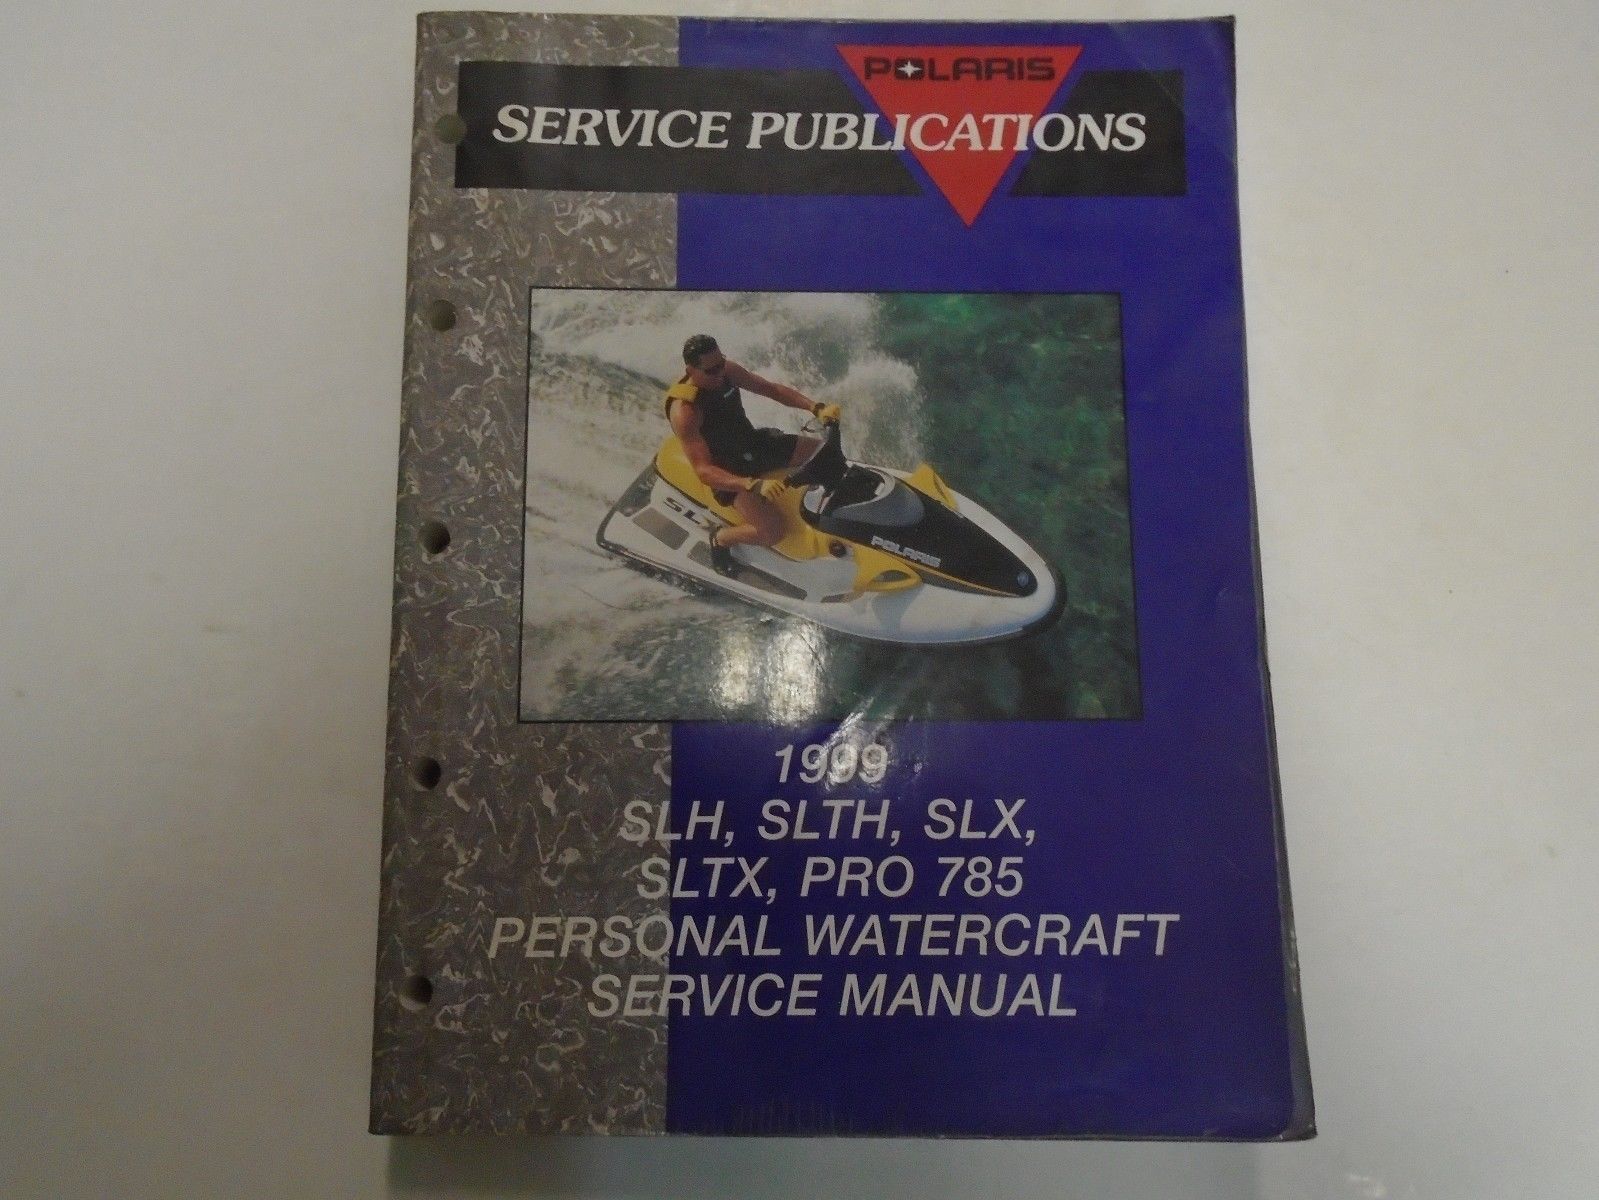 POLARIS
SERVICE PUBLICATIONS
SLX
POLARIS
1999
SLH, SLTH, SLX,
SLTX, PRO 785
PERSONAL WATERCRAFT
SERVICE MANUAL